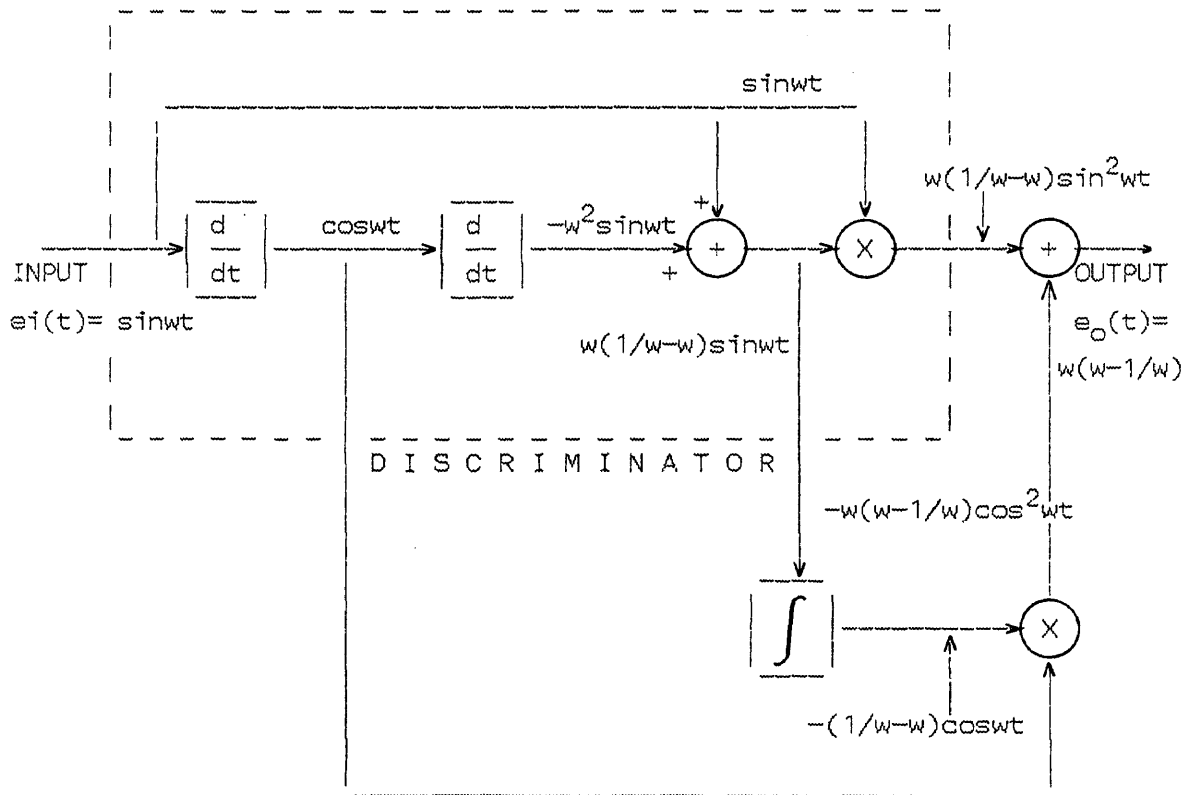 sinwt
w(1/w-w)sin²wt
d
dt
coswt
d
dt
-w²sinwt
+
+
+
X
+
INPUT
OUTPUT
ei(t)= sinwt
w(1/w-w)sinwt
e₀(t)=
w(w-1/w)
DISCRIMINATOR
-w(w-1/w)cos²wt
∫
X
-(1/w-w)coswt